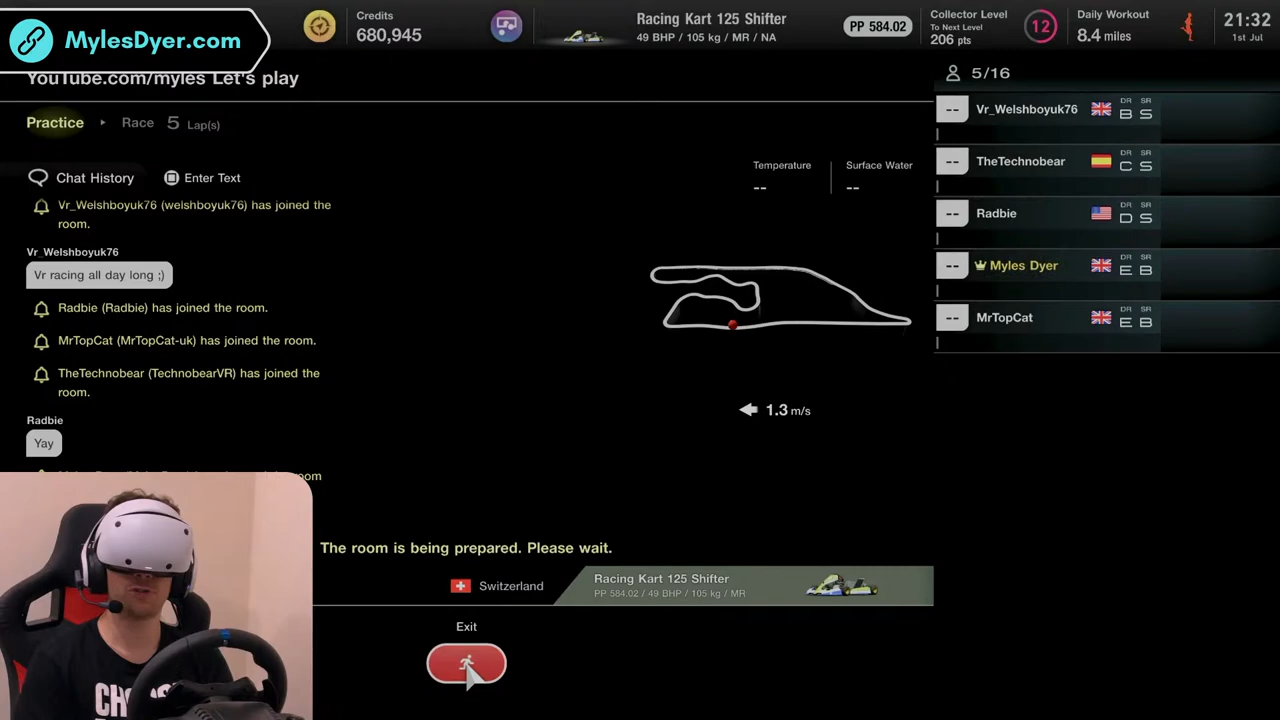 MylesDyer.com
Credits
680,945
Racing Kart 125 Shifter
49 BHP / 105 kg / MR / NA
PP 584.02
Collector Level
To Next Level
206 pts
12
Daily Workout
8.4 miles
21:32
1st Jul
YouTube.com/myles Let's play
5/16
Practice
Race 5 Lap(s)
Chat History
Enter Text
Vr_Welshboyuk76 (welshboyuk76) has joined the
room.
Vr_Welshboyuk76
Vr racing all day long ;)
Radbie (Radbie) has joined the room.
MrTopCat (MrTopCat-uk) has joined the room.
TheTechnobear (TechnobearVR) has joined the
room.
Radbie
Yay
room
Temperature
--
Surface Water
--
1.3 m/s
-- Vr_Welshboyuk76 DR B SR S
-- TheTechnobear DR C SR S
-- Radbie DR D SR S
-- Myles Dyer DR E SR B
-- MrTopCat DR E SR B
The room is being prepared. Please wait.
Switzerland
Racing Kart 125 Shifter
PP 584.02 / 49 BHP / 105 kg / MR
Exit